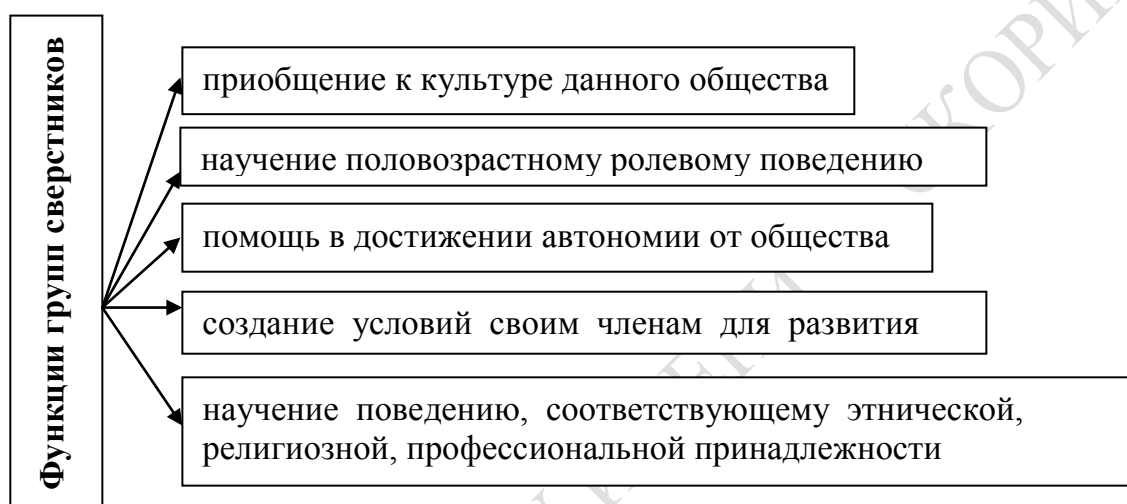 Функции групп сверстников
приобщение к культуре данного общества
научение половозрастному ролевому поведению
помощь в достижении автономии от общества
создание условий своим членам для развития
научение поведению, соответствующему этнической,
религиозной, профессиональной принадлежности